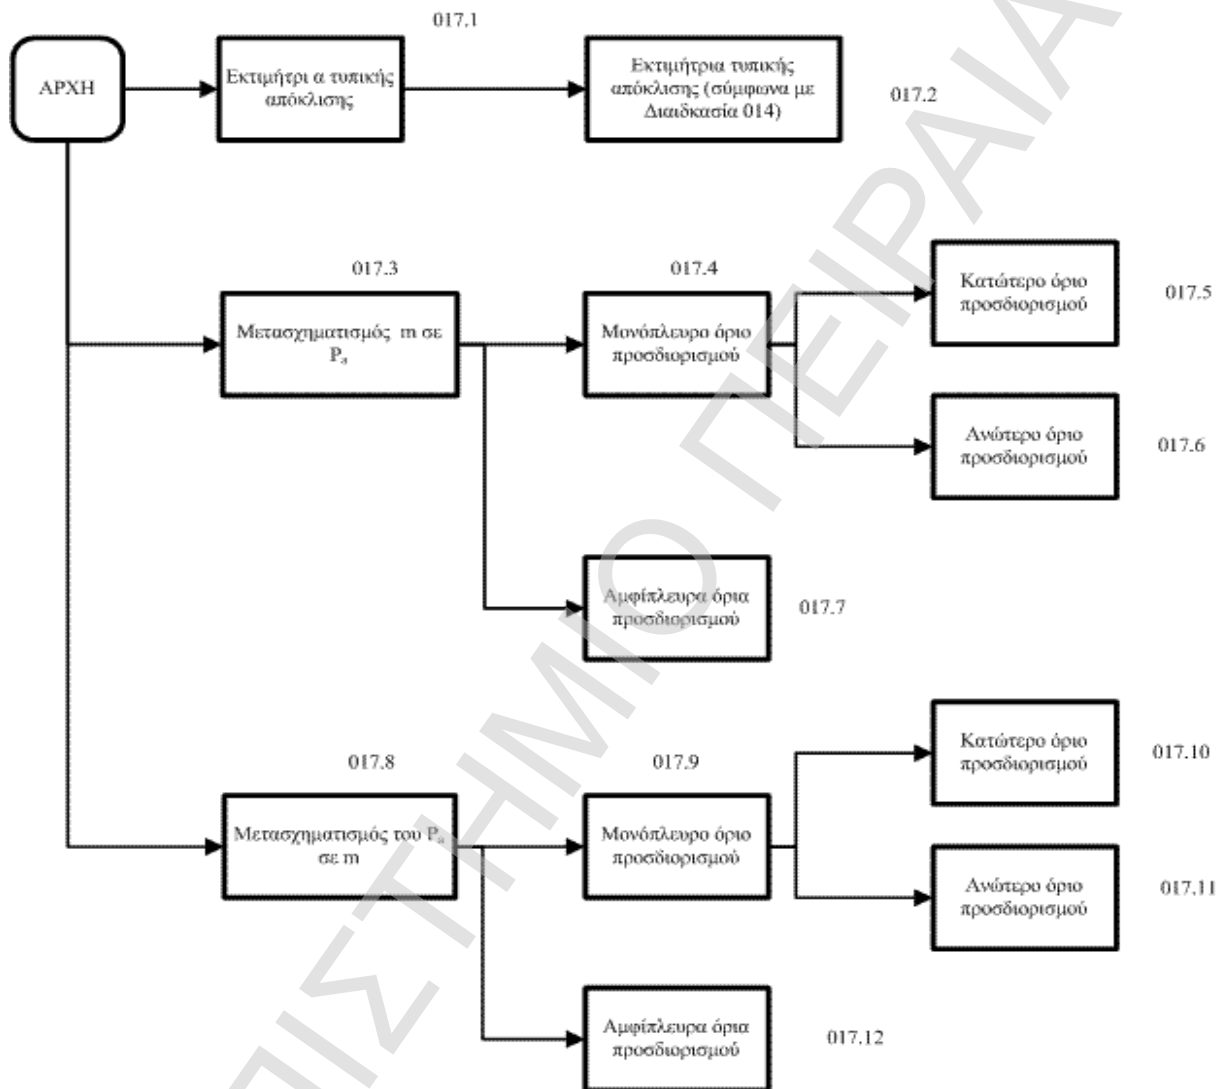 017.1
ΑΡΧΗ
Εκτιμήτρι α τυπικής
απόκλισης
Εκτιμήτρια τυπικής
απόκλισης (σύμφωνα με
Διαιδκασία 014)
017.2
017.3
Μετασχηματισμός m σε
Pa
017.4
Μονόπλευρο όριο
προσδιορισμού
Κατώτερο όριο
προσδιορισμού
017.5
Ανώτερο όριο
προσδιορισμού
017.6
Αμφίπλευρα όρια
προσδιορισμού
017.7
017.8
Μετασχηματισμός του Pa
σε m
017.9
Μονόπλευρο όριο
προσδιορισμού
Κατώτερο όριο
προσδιορισμού
017.10
Ανώτερο όριο
προσδιορισμού
017.11
Αμφίπλευρα όρια
προσδιορισμού
017.12
ΠΙΣΤΗΜΙΟ ΠΕΙΡΑΙΑ